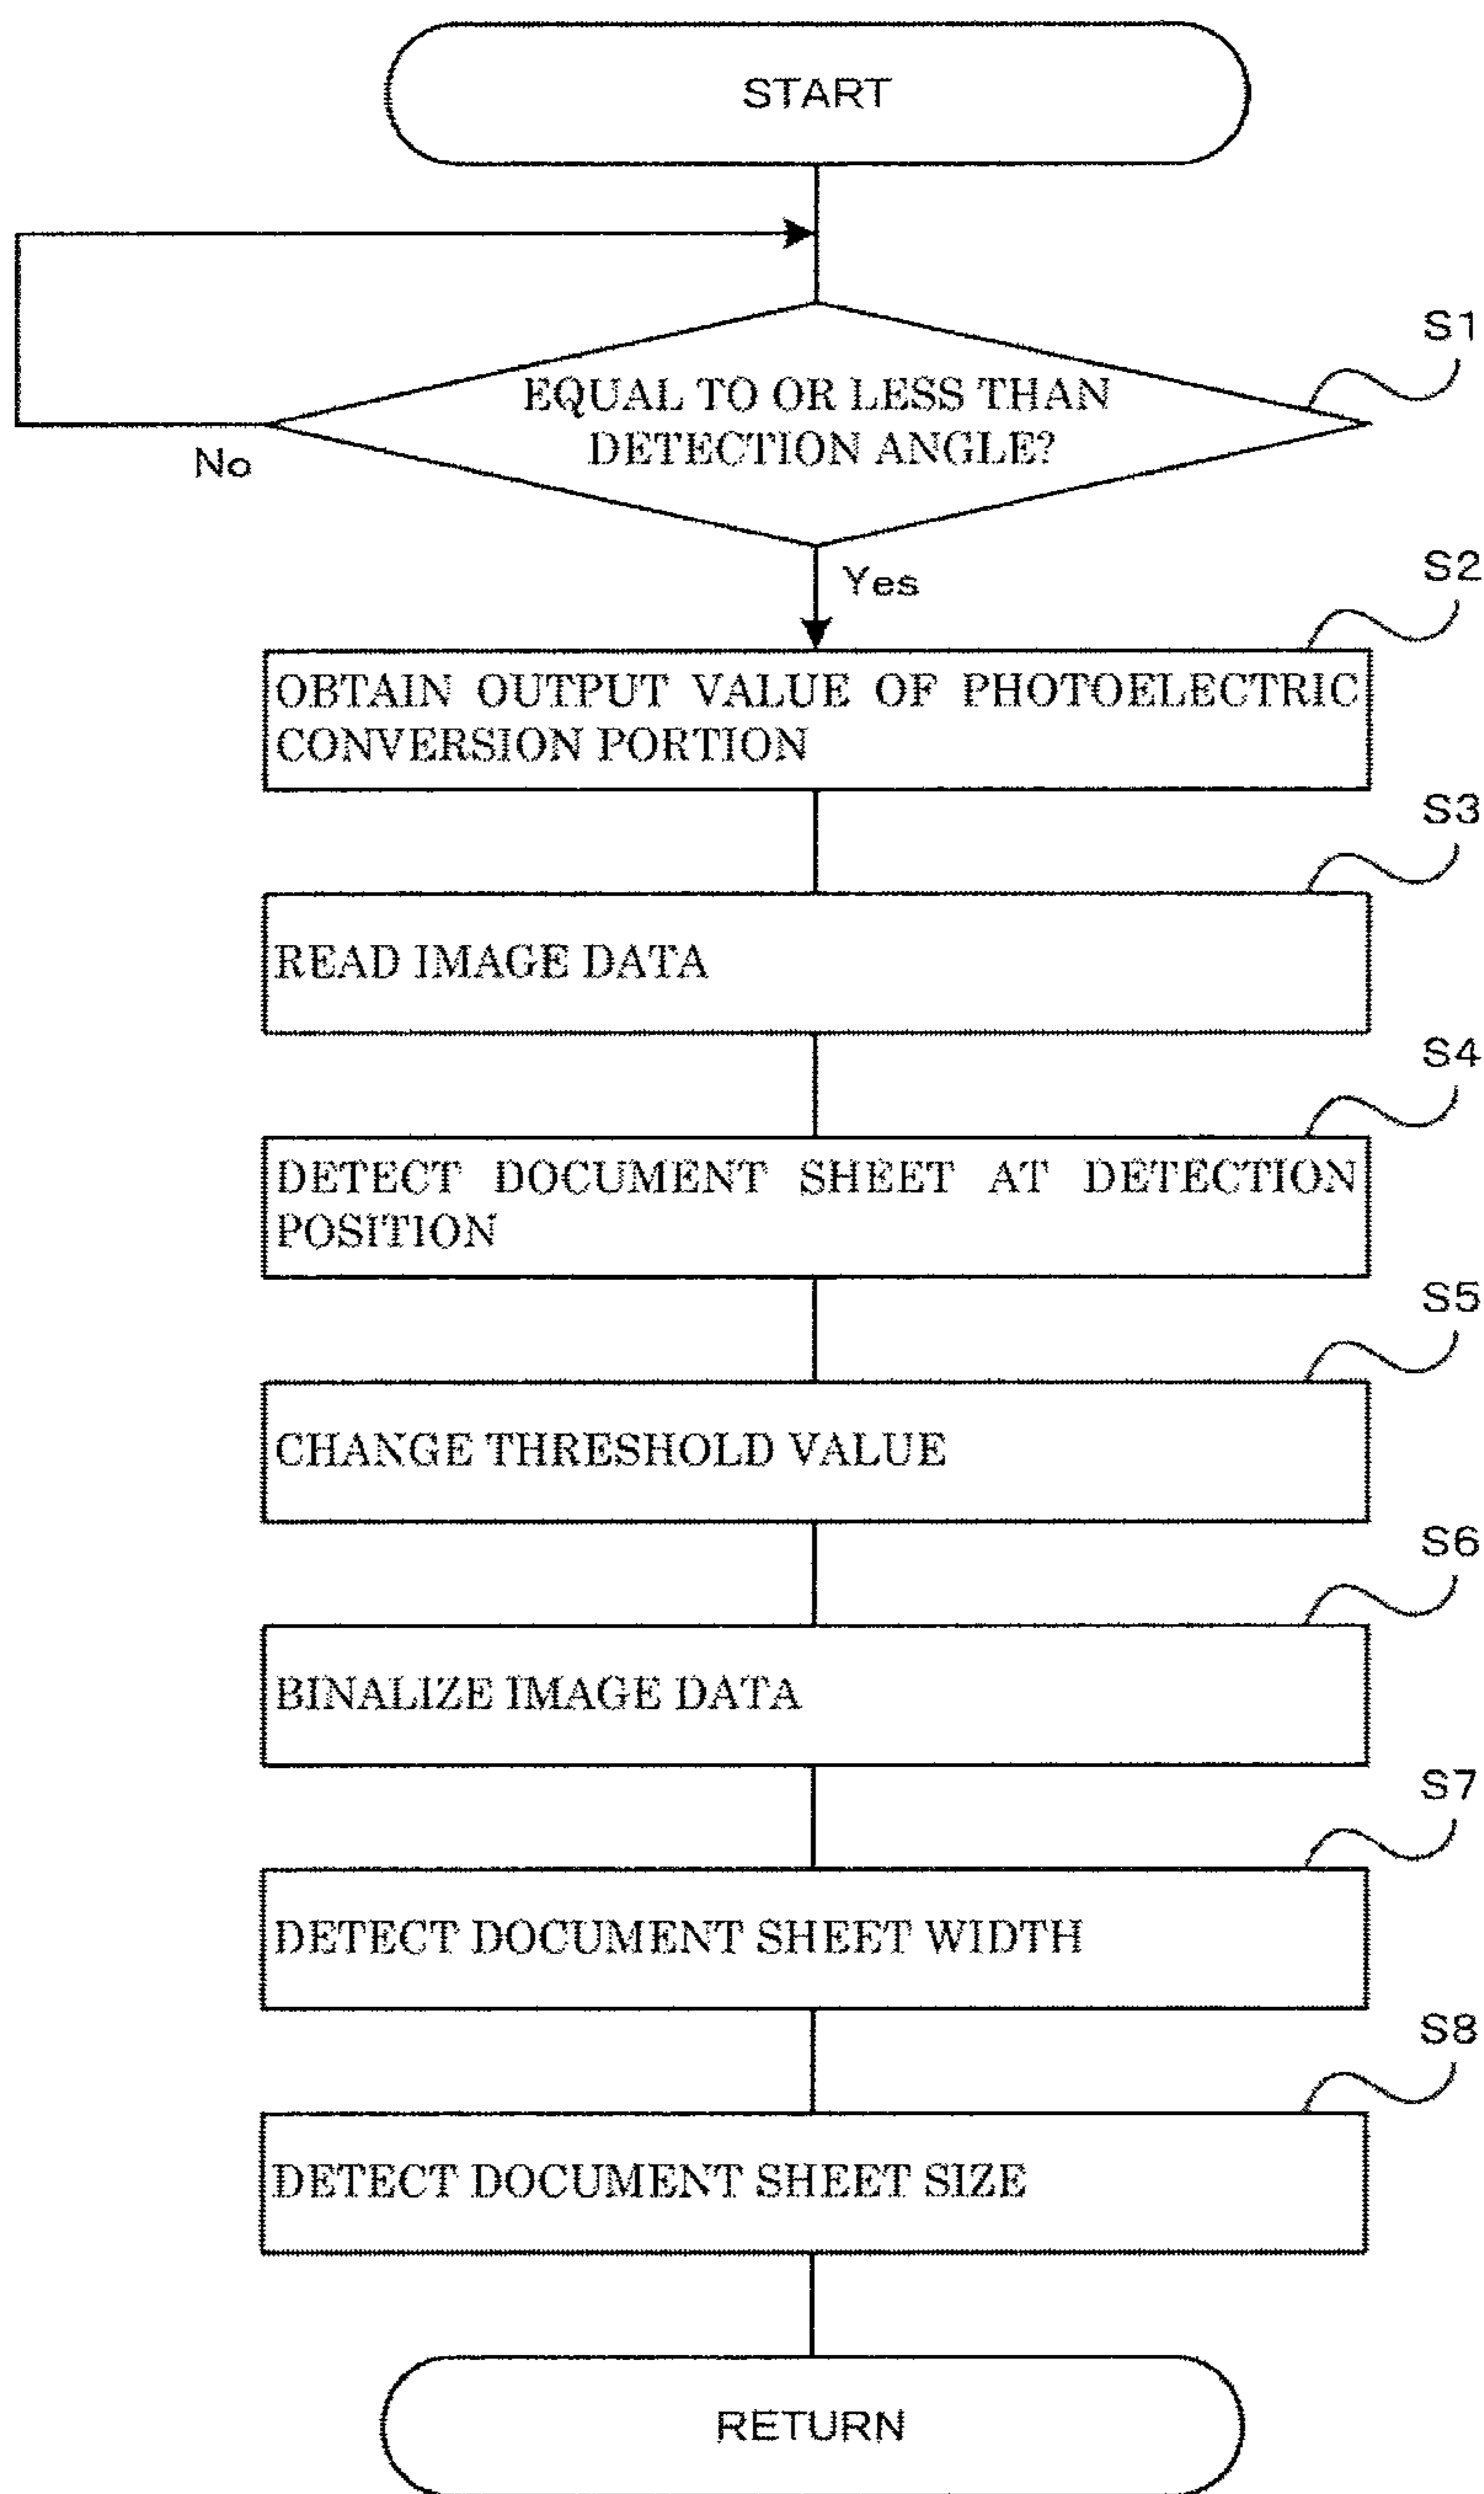 START
S1
EQUAL TO OR LESS THAN
DETECTION ANGLE?
No
Yes
S2
OBTAIN OUTPUT VALUE OF PHOTOELECTRIC
CONVERSION PORTION
S3
READ IMAGE DATA
S4
DETECT DOCUMENT SHEET AT DETECTION
POSITION
S5
CHANGE THRESHOLD VALUE
S6
BINALIZE IMAGE DATA
S7
DETECT DOCUMENT SHEET WIDTH
S8
DETECT DOCUMENT SHEET SIZE
RETURN